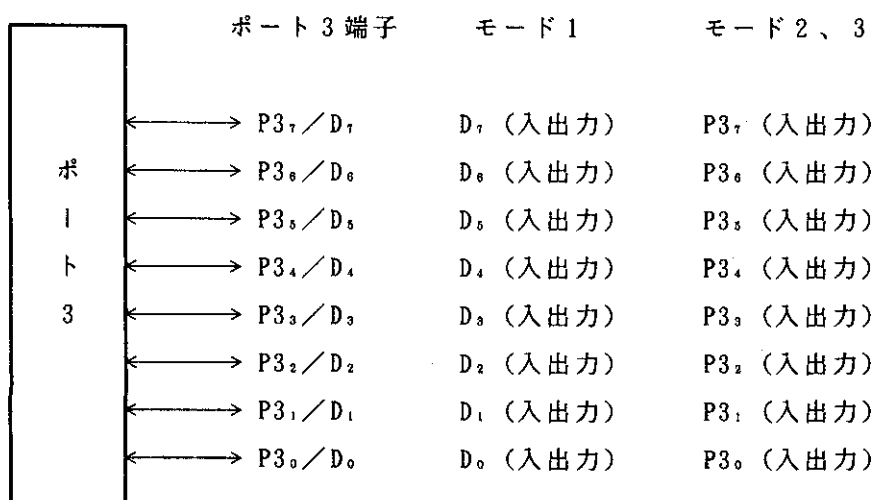 ポート3端子 モード1 モード2、3
P3₇/D₇ D₇(入出力) P3₇(入出力)
P3₆/D₆ D₆(入出力) P3₆(入出力)
P3₅/D₅ D₅(入出力) P3₅(入出力)
P3₄/D₄ D₄(入出力) P3₄(入出力)
P3₃/D₃ D₃(入出力) P3₃(入出力)
P3₂/D₂ D₂(入出力) P3₂(入出力)
P3₁/D₁ D₁(入出力) P3₁(入出力)
P3₀/D₀ D₀(入出力) P3₀(入出力)
ポート3